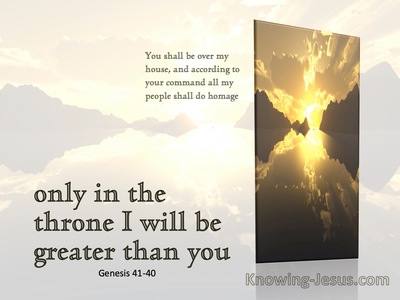 You shall be over my
house, and according to
your command all my
people shall do homage
only in the
throne I will be
greater than you
Genesis 41-40
Knowing-Jesus.com